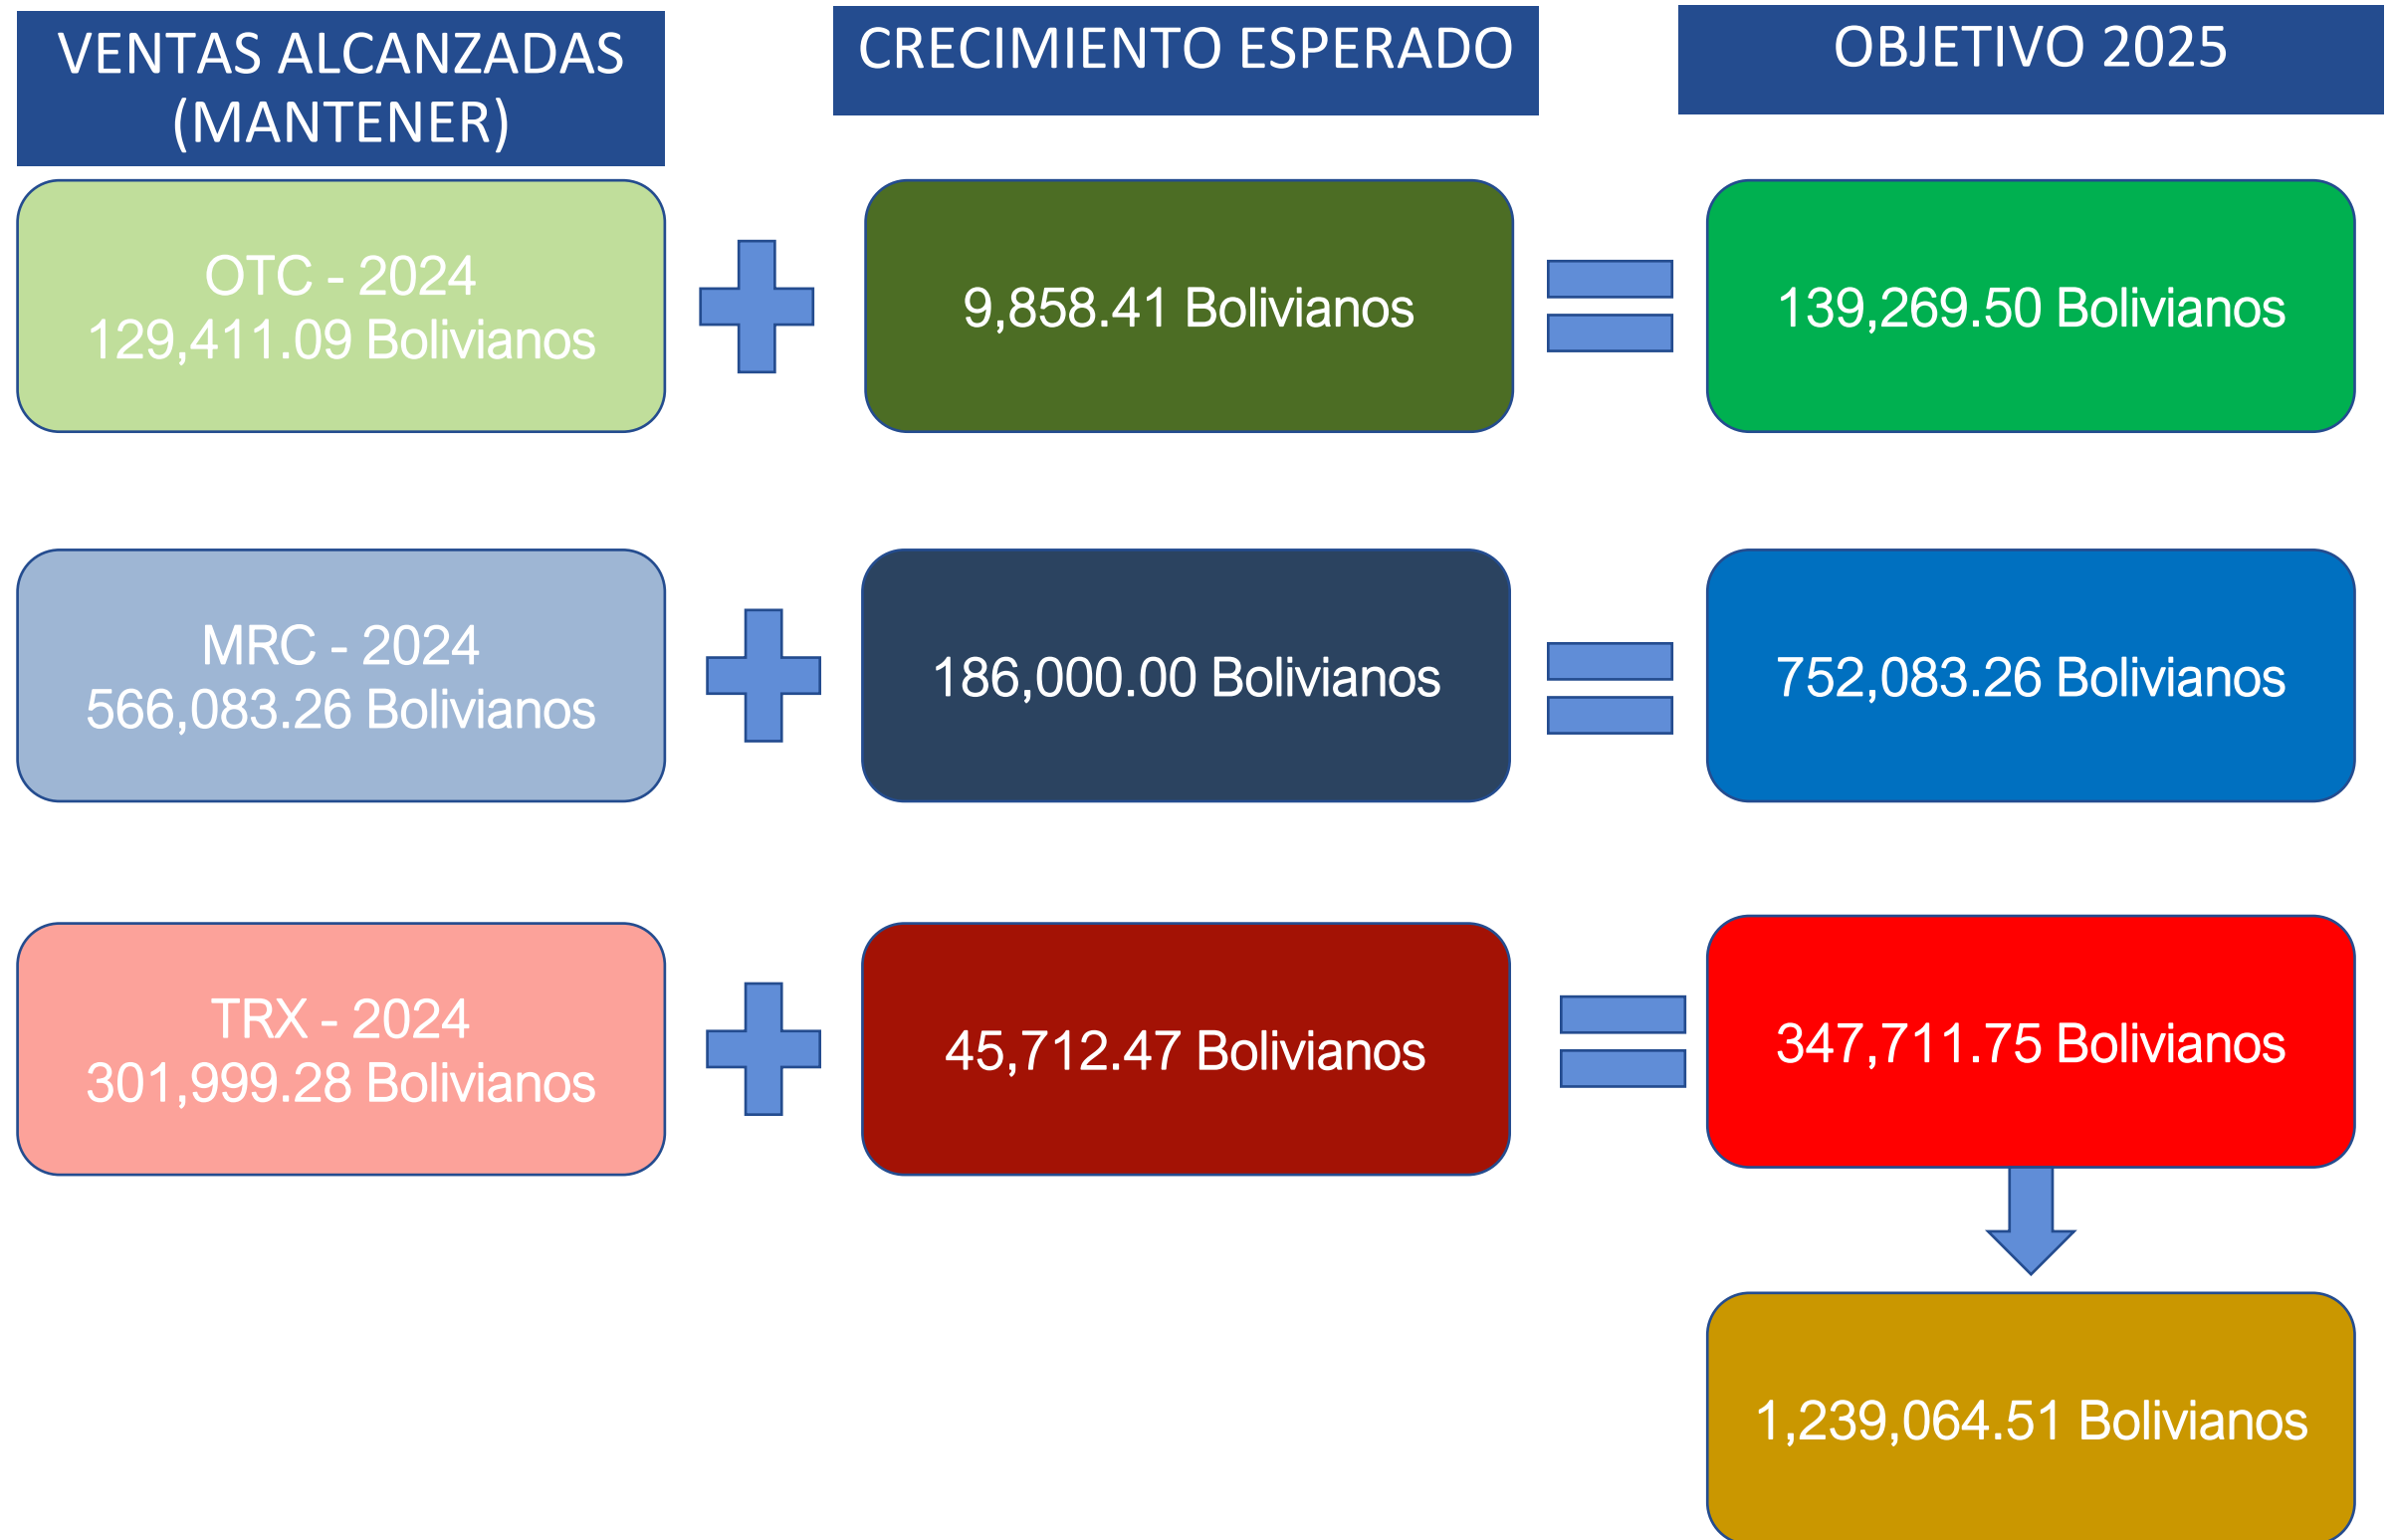 VENTAS ALCANZADAS
(MANTENER)
CRECIMIENTO ESPERADO
OBJETIVO 2025
OTC - 2024
129,411.09 Bolivianos
9,858.41 Bolivianos
139,269.50 Bolivianos
MRC - 2024
566,083.26 Bolivianos
186,000.00 Bolivianos
752,083.26 Bolivianos
TRX - 2024
301,999.28 Bolivianos
45,712.47 Bolivianos
347,711.75 Bolivianos
1,239,064.51 Bolivianos